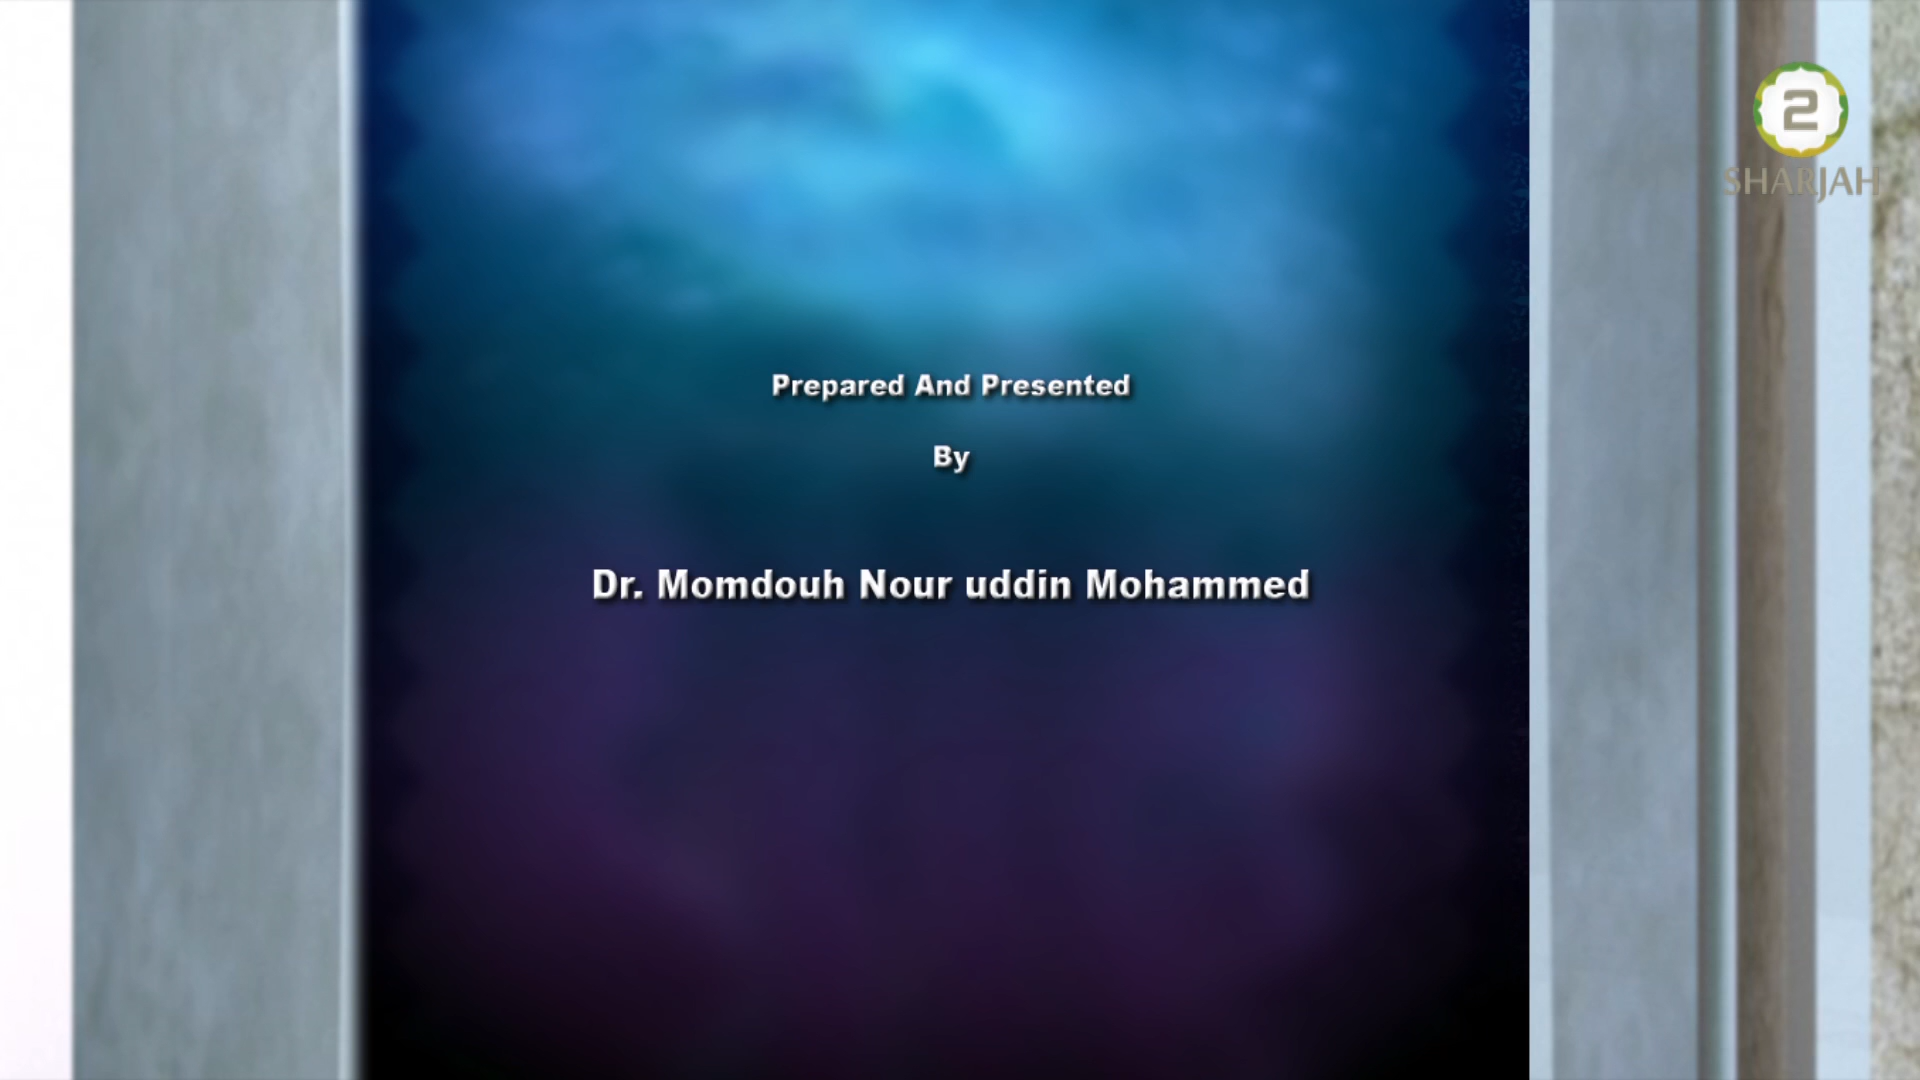 2
SHARJAH
Prepared And Presented
By
Dr. Momdouh Nour uddin Mohammed